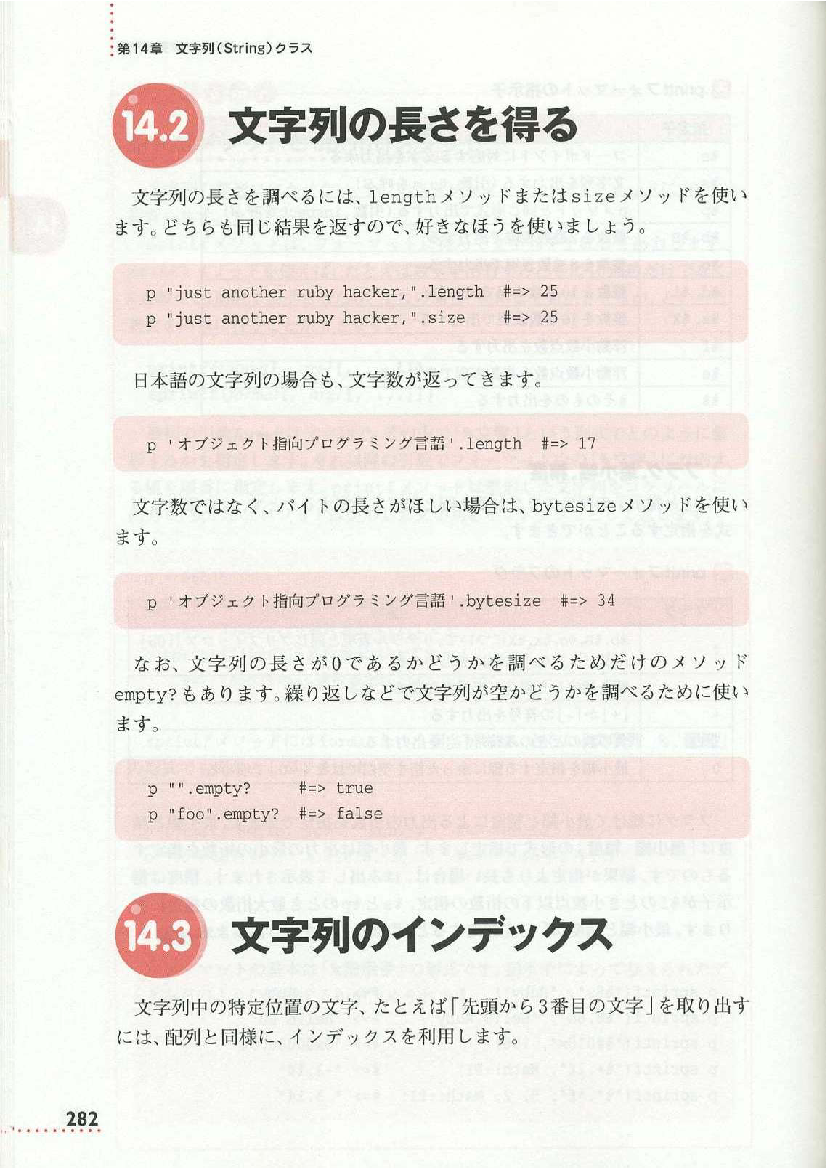 第14章 文字列(String)クラス
14.2 文字列の長さを得る
文字列の長さを調べるには、lengthメソッドまたはsizeメソッドを使い
ます。どちらも同じ結果を返すので、好きなほうを使いましょう。
p "just another ruby hacker,".length #=> 25
p "just another ruby hacker,".size #=> 25
日本語の文字列の場合も、文字数が返ってきます。
p 'オブジェクト指向プログラミング言語'.length #=> 17
文字数ではなく、バイトの長さがほしい場合は、bytesizeメソッドを使い
ます。
p 'オブジェクト指向プログラミング言語'.bytesize #=> 34
なお、文字列の長さが0であるかどうかを調べるためだけのメソッド
empty?もあります。繰り返しなどで文字列が空かどうかを調べるために使い
ます。
p "".empty? #=> true
p "foo".empty? #=> false
14.3 文字列のインデックス
文字列中の特定位置の文字、たとえば「先頭から3番目の文字」を取り出す
には、配列と同様に、インデックスを利用します。
282